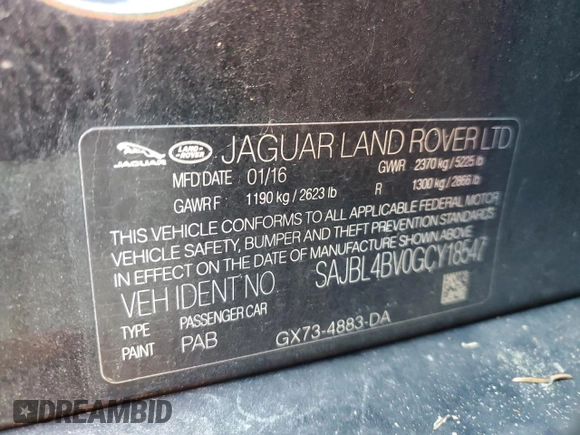 JAGUAR LAND-ROVER JAGUAR LAND ROVER LTD
MFD DATE 01/16 GVWR 2370 kg / 5225 lb
GAWR F 1190 kg / 2623 lb R 1300 kg / 2866 lb
THIS VEHICLE CONFORMS TO ALL APPLICABLE FEDERAL MOTOR
VEHICLE SAFETY, BUMPER AND THEFT PREVENTION STANDARDS
IN EFFECT ON THE DATE OF MANUFACTURE SHOWN ABOVE
VEH IDENT NO. SAJBL4BV0GCY18547
TYPE PASSENGER CAR
PAINT PAB GX73-4883-DA
DREAMBID